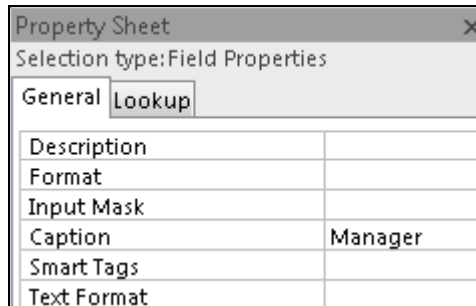 Property Sheet ×
Selection type: Field Properties
General Lookup
Description
Format
Input Mask
Caption Manager
Smart Tags
Text Format